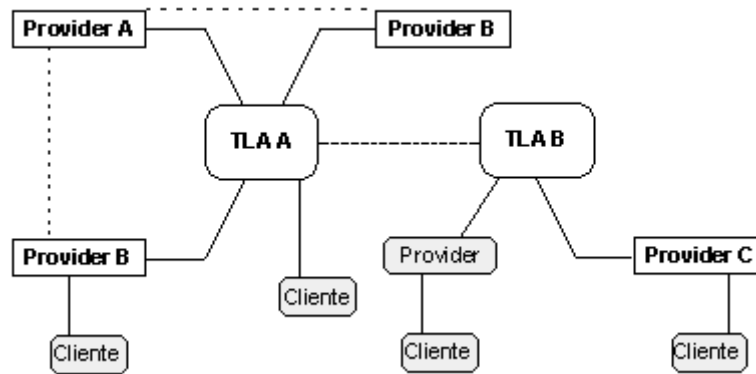 Provider A
Provider B
TLA A
TLA B
Provider B
Provider
Provider C
Cliente
Cliente
Cliente
Cliente